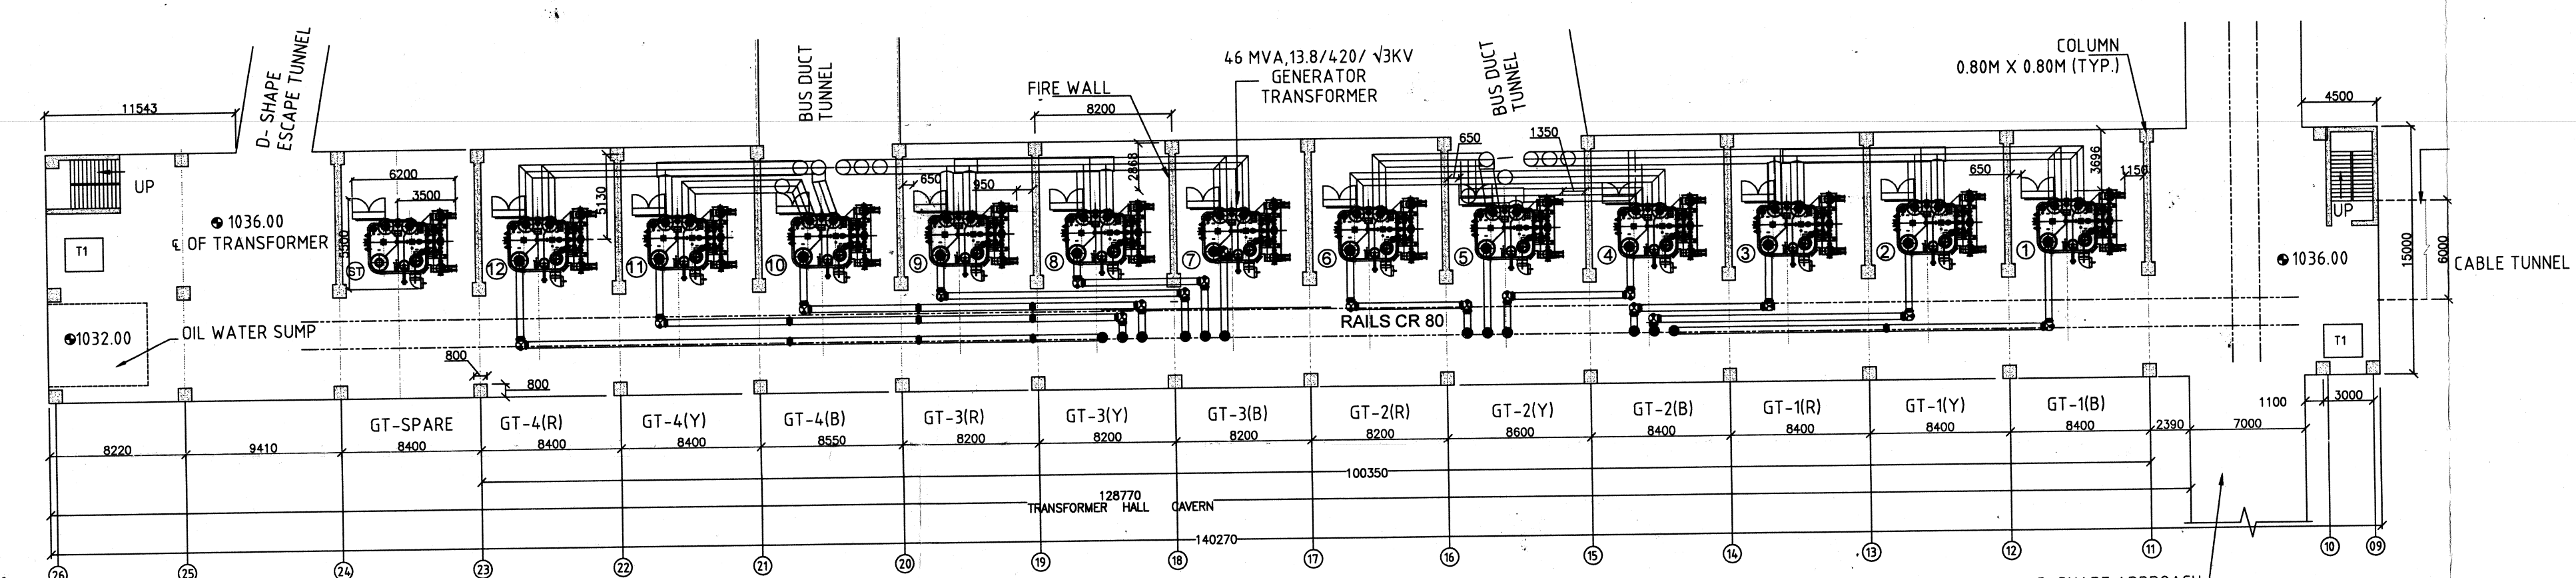 D- SHAPE
ESCAPE TUNNEL
BUS DUCT
TUNNEL
46 MVA,13.8/420/ √3KV
GENERATOR
TRANSFORMER
FIRE WALL
BUS DUCT
TUNNEL
COLUMN
0.80M X 0.80M (TYP.)
11543
8200
650
1350
4500
UP
6200
3500
5130
650
950
2868
650
3696
1150
UP
1036.00
℄ OF TRANSFORMER
T1
5500
ST
12
11
10
9
8
7
6
5
4
3
2
1
1036.00
15000
6000
CABLE TUNNEL
1032.00
OIL WATER SUMP
RAILS CR 80
T1
800
800
GT-SPARE
GT-4(R)
GT-4(Y)
GT-4(B)
GT-3(R)
GT-3(Y)
GT-3(B)
GT-2(R)
GT-2(Y)
GT-2(B)
GT-1(R)
GT-1(Y)
GT-1(B)
1100
3000
8220
9410
8400
8400
8400
8550
8200
8200
8200
8200
8600
8400
8400
8400
8400
2390
7000
100350
128770
TRANSFORMER HALL CAVERN
140270
26
25
24
23
22
21
20
19
18
17
16
15
14
13
12
11
10
09